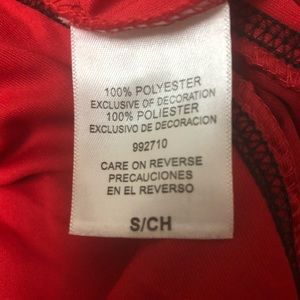 100% POLYESTER
EXCLUSIVE OF DECORATION
100% POLIESTER
EXCLUSIVO DE DECORACION
992710
CARE ON REVERSE
PRECAUCIONES
EN EL REVERSO
S/CH